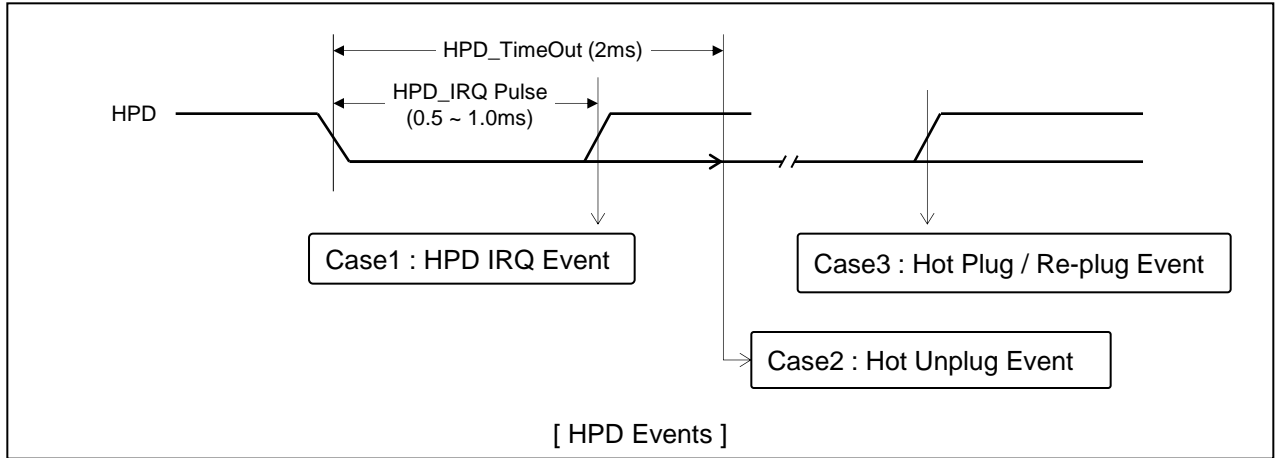 HPD_TimeOut (2ms)
HPD_IRQ Pulse
(0.5 ~ 1.0ms)
HPD
Case1 : HPD IRQ Event
Case3 : Hot Plug / Re-plug Event
Case2 : Hot Unplug Event
[ HPD Events ]